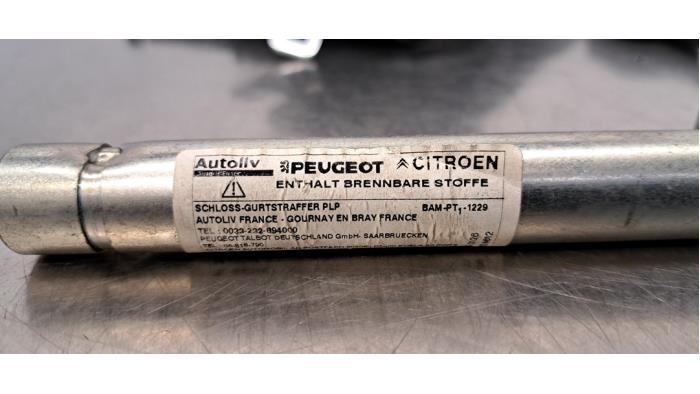 Autoliv PEUGEOT CITROEN
ENTHALT BRENNBARE STOFFE
SCHLOSS-GURTSTRAFFER PLP BAM-PT₁-1229
AUTOLIV FRANCE - GOURNAY EN BRAY FRANCE
TEL : 0033-232-894000
PEUGEOT TALBOT DEUTSCHLAND GmbH- SAARBRUECKEN
TEL